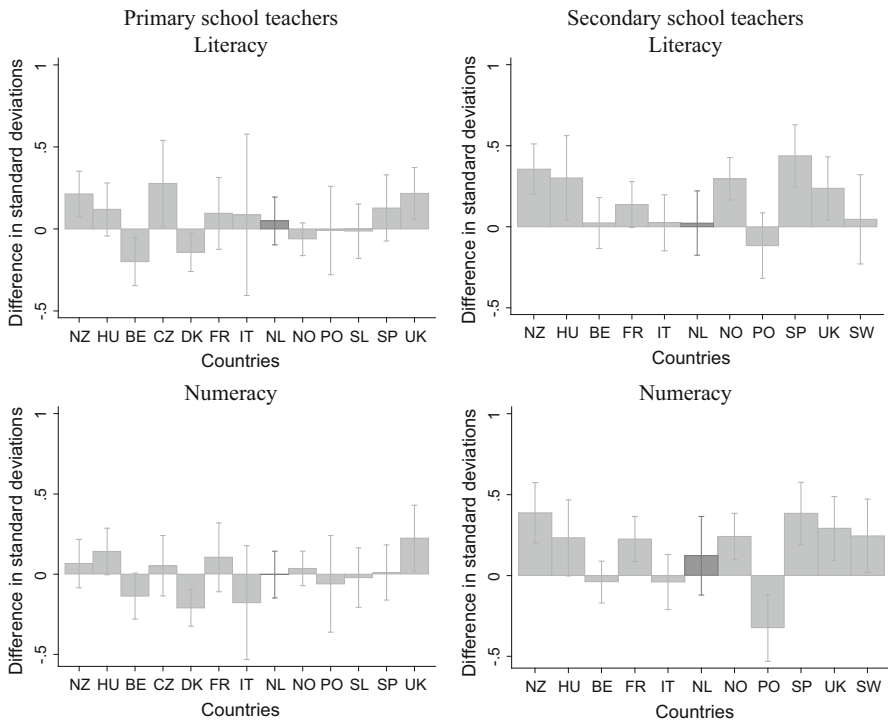 Primary school teachers
Literacy
Difference in standard deviations
1
.5
0
-.5
NZ HU BE CZ DK FR IT NL NO PO SL SP UK
Countries
Secondary school teachers
Literacy
Difference in standard deviations
1
.5
0
-.5
NZ HU BE FR IT NL NO PO SP UK SW
Countries
Numeracy
Difference in standard deviations
1
.5
0
-.5
NZ HU BE CZ DK FR IT NL NO PO SL SP UK
Countries
Numeracy
Difference in standard deviations
1
.5
0
-.5
NZ HU BE FR IT NL NO PO SP UK SW
Countries